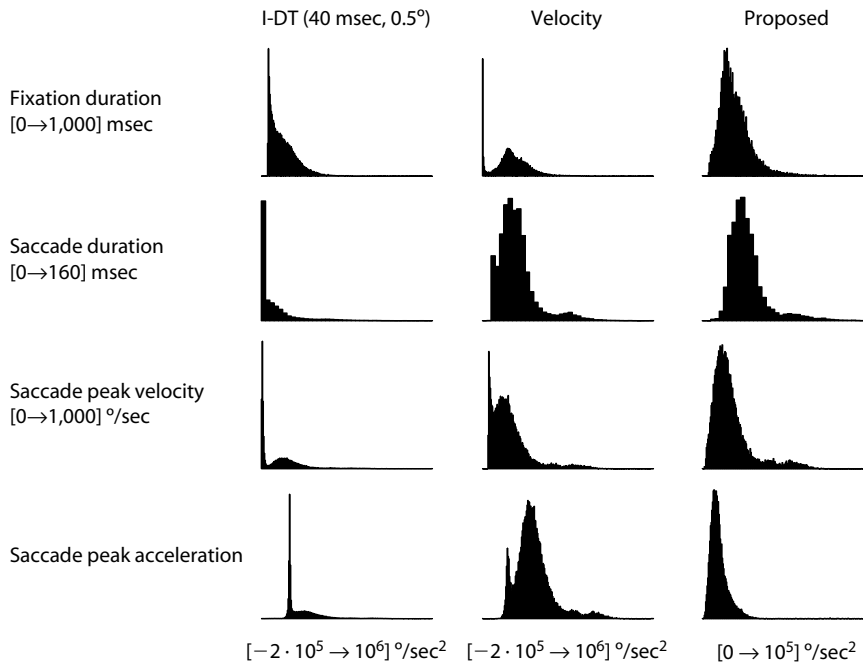 I-DT (40 msec, 0.5º) Velocity Proposed
Fixation duration
[0→1,000] msec
Saccade duration
[0→160] msec
Saccade peak velocity
[0→1,000] º/sec
Saccade peak acceleration
[−2 · 10⁵ → 10⁶] º/sec² [−2 · 10⁵ → 10⁶] º/sec² [0 → 10⁵] º/sec²